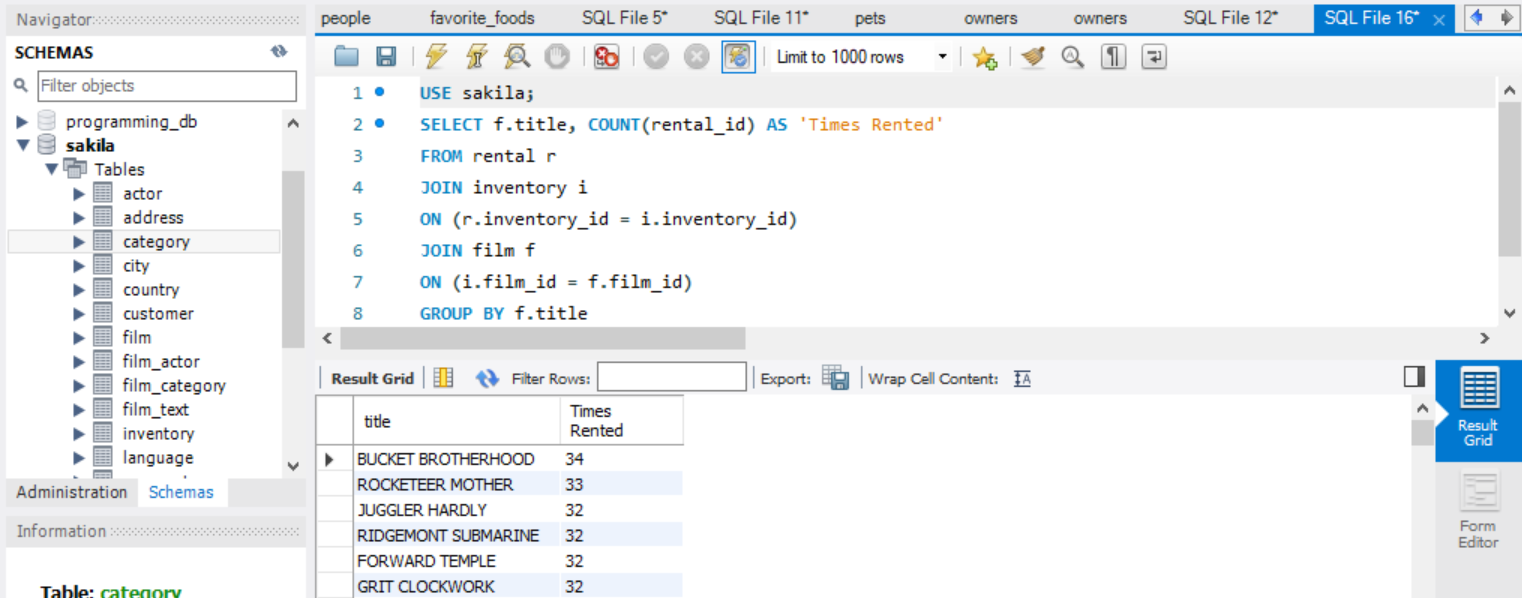 Navigator
people favorite_foods SQL File 5* SQL File 11* pets owners owners SQL File 12* SQL File 16*
SCHEMAS
Limit to 1000 rows
Filter objects
programming_db
sakila
Tables
actor
address
category
city
country
customer
film
film_actor
film_category
film_text
inventory
language
Administration Schemas
Information
Table: category
1 USE sakila;
2 SELECT f.title, COUNT(rental_id) AS 'Times Rented'
3 FROM rental r
4 JOIN inventory i
5 ON (r.inventory_id = i.inventory_id)
6 JOIN film f
7 ON (i.film_id = f.film_id)
8 GROUP BY f.title
Result Grid Filter Rows: Export: Wrap Cell Content:
title Times
Rented
BUCKET BROTHERHOOD 34
ROCKETEER MOTHER 33
JUGGLER HARDLY 32
RIDGEMONT SUBMARINE 32
FORWARD TEMPLE 32
GRIT CLOCKWORK 32
Result
Grid
Form
Editor